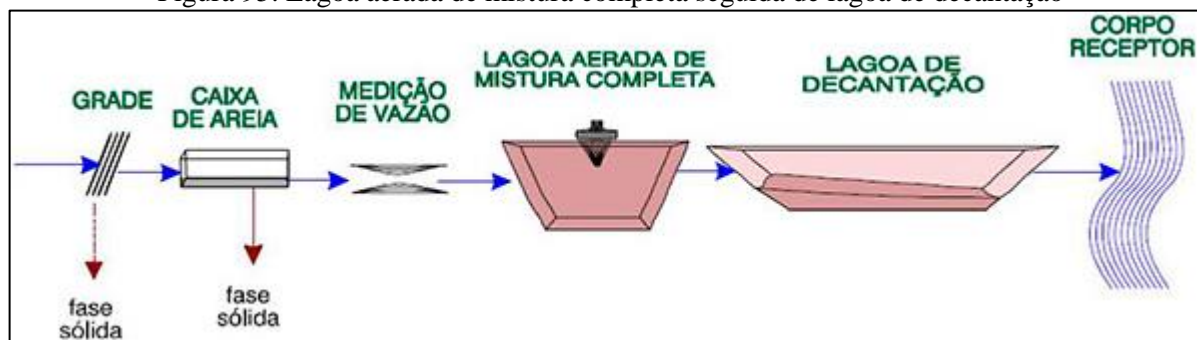 Figura 93: Lagoa aerada de mistura completa seguida de lagoa de decantação
GRADE
CAIXA
DE AREIA
MEDIÇÃO
DE VAZÃO
LAGOA AERADA DE
MISTURA COMPLETA
LAGOA DE
DECANTAÇÃO
CORPO
RECEPTOR
fase
sólida
fase
sólida